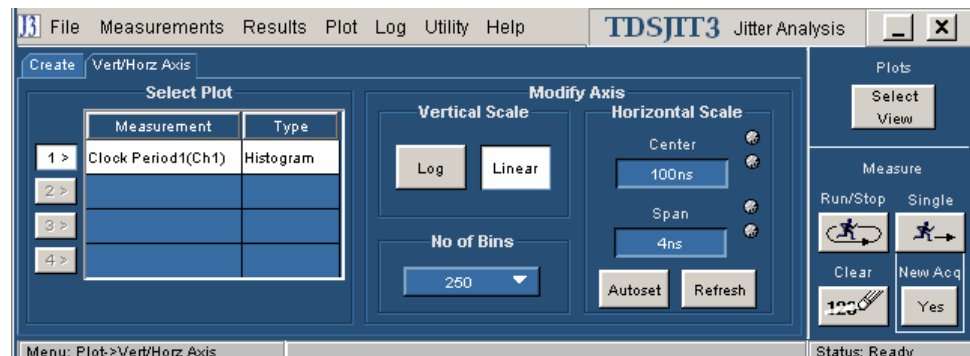 J3 File Measurements Results Plot Log Utility Help TDSJIT3 Jitter Analysis
Create Vert/Horz Axis
Select Plot
Measurement Type
1 > Clock Period1(Ch1) Histogram
2 >
3 >
4 >
Modify Axis
Vertical Scale
Log Linear
No of Bins
250
Horizontal Scale
Center
100ns
Span
4ns
Autoset Refresh
Plots
Select
View
Measure
Run/Stop Single
Clear New Acq
123 Yes
Menu: Plot->Vert/Horz Axis Status: Ready